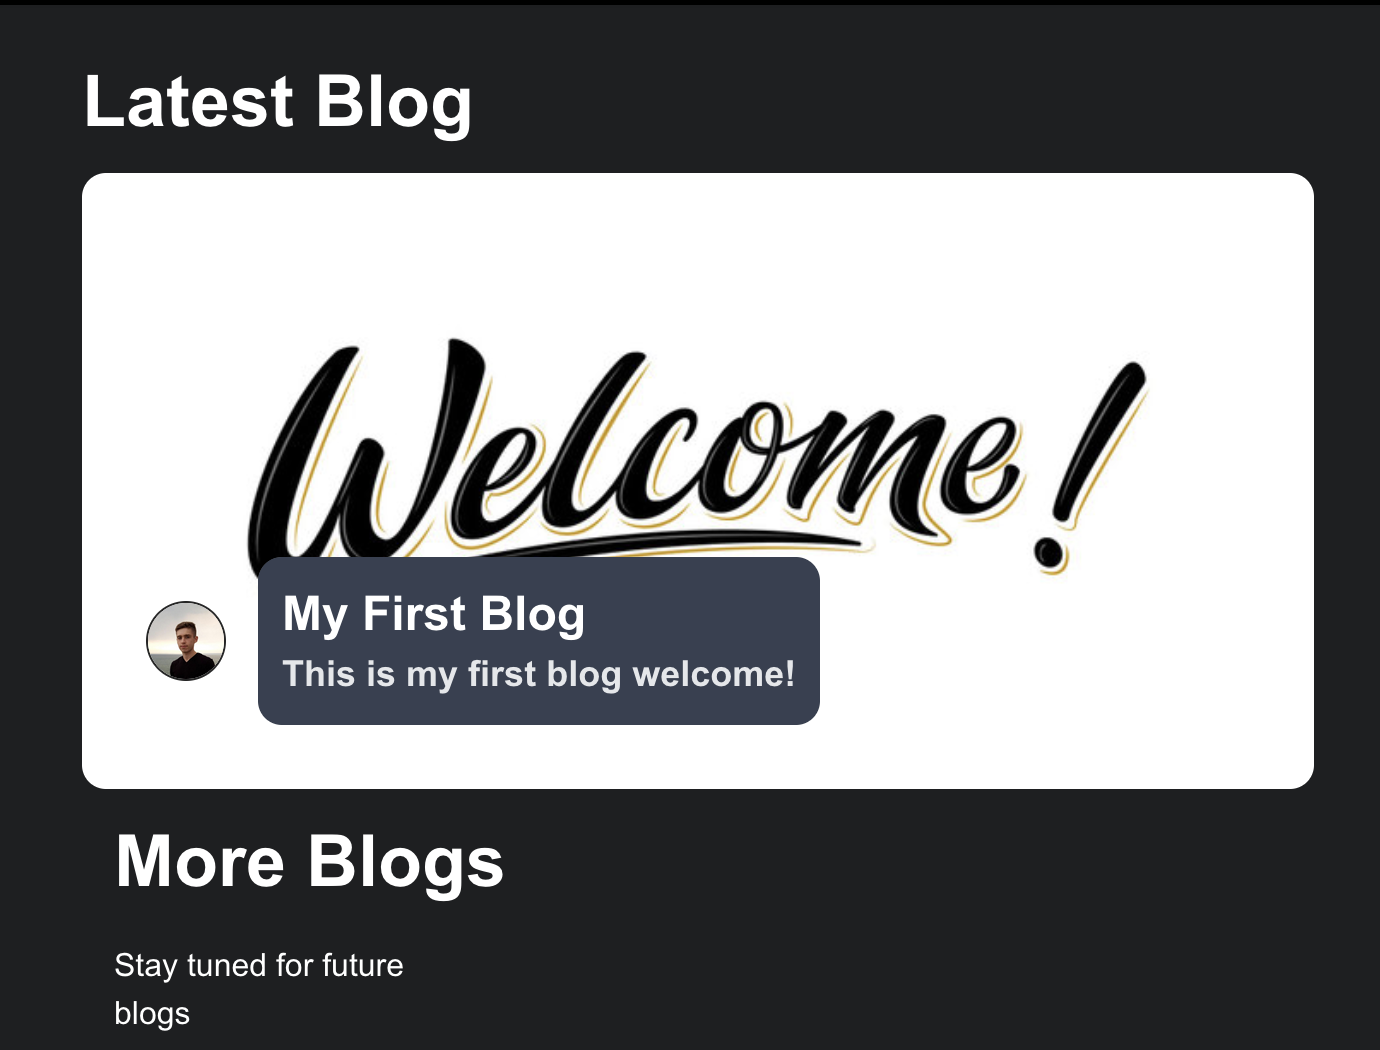 Latest Blog
Welcome!
My First Blog
This is my first blog welcome!
More Blogs
Stay tuned for future
blogs